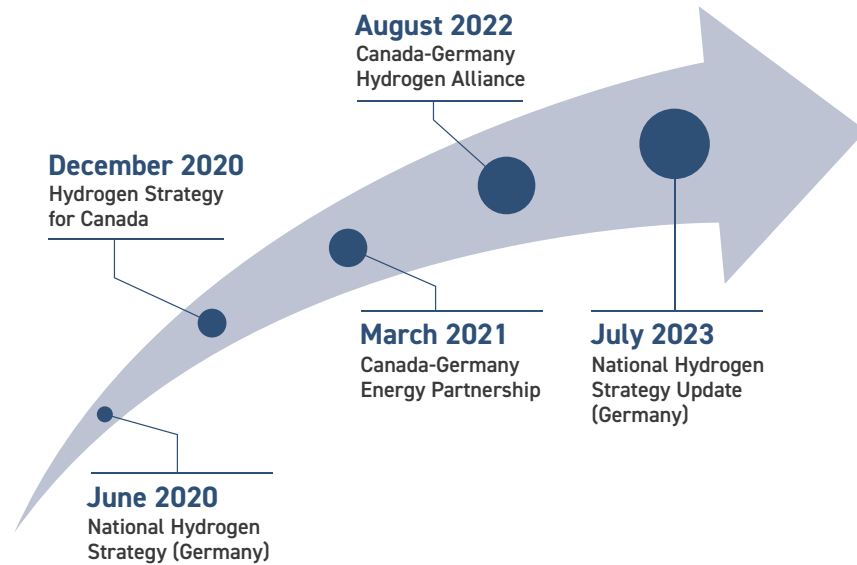 August 2022
Canada-Germany
Hydrogen Alliance
December 2020
Hydrogen Strategy
for Canada
March 2021
Canada-Germany
Energy Partnership
July 2023
National Hydrogen
Strategy Update
(Germany)
June 2020
National Hydrogen
Strategy (Germany)